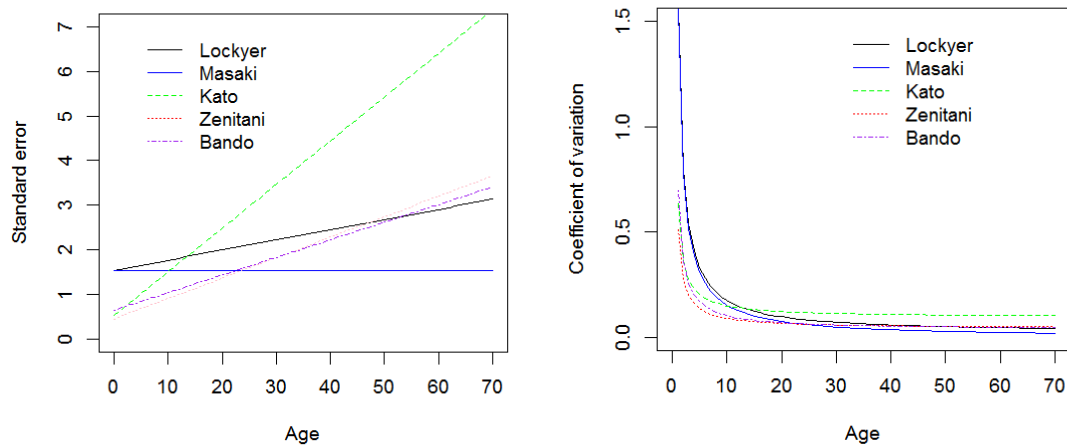 Standard error
7
6
5
4
3
2
1
0
Lockyer
Masaki
Kato
Zenitani
Bando
0 10 20 30 40 50 60 70
Age
Coefficient of variation
1.5
1.0
0.5
0.0
Lockyer
Masaki
Kato
Zenitani
Bando
0 10 20 30 40 50 60 70
Age